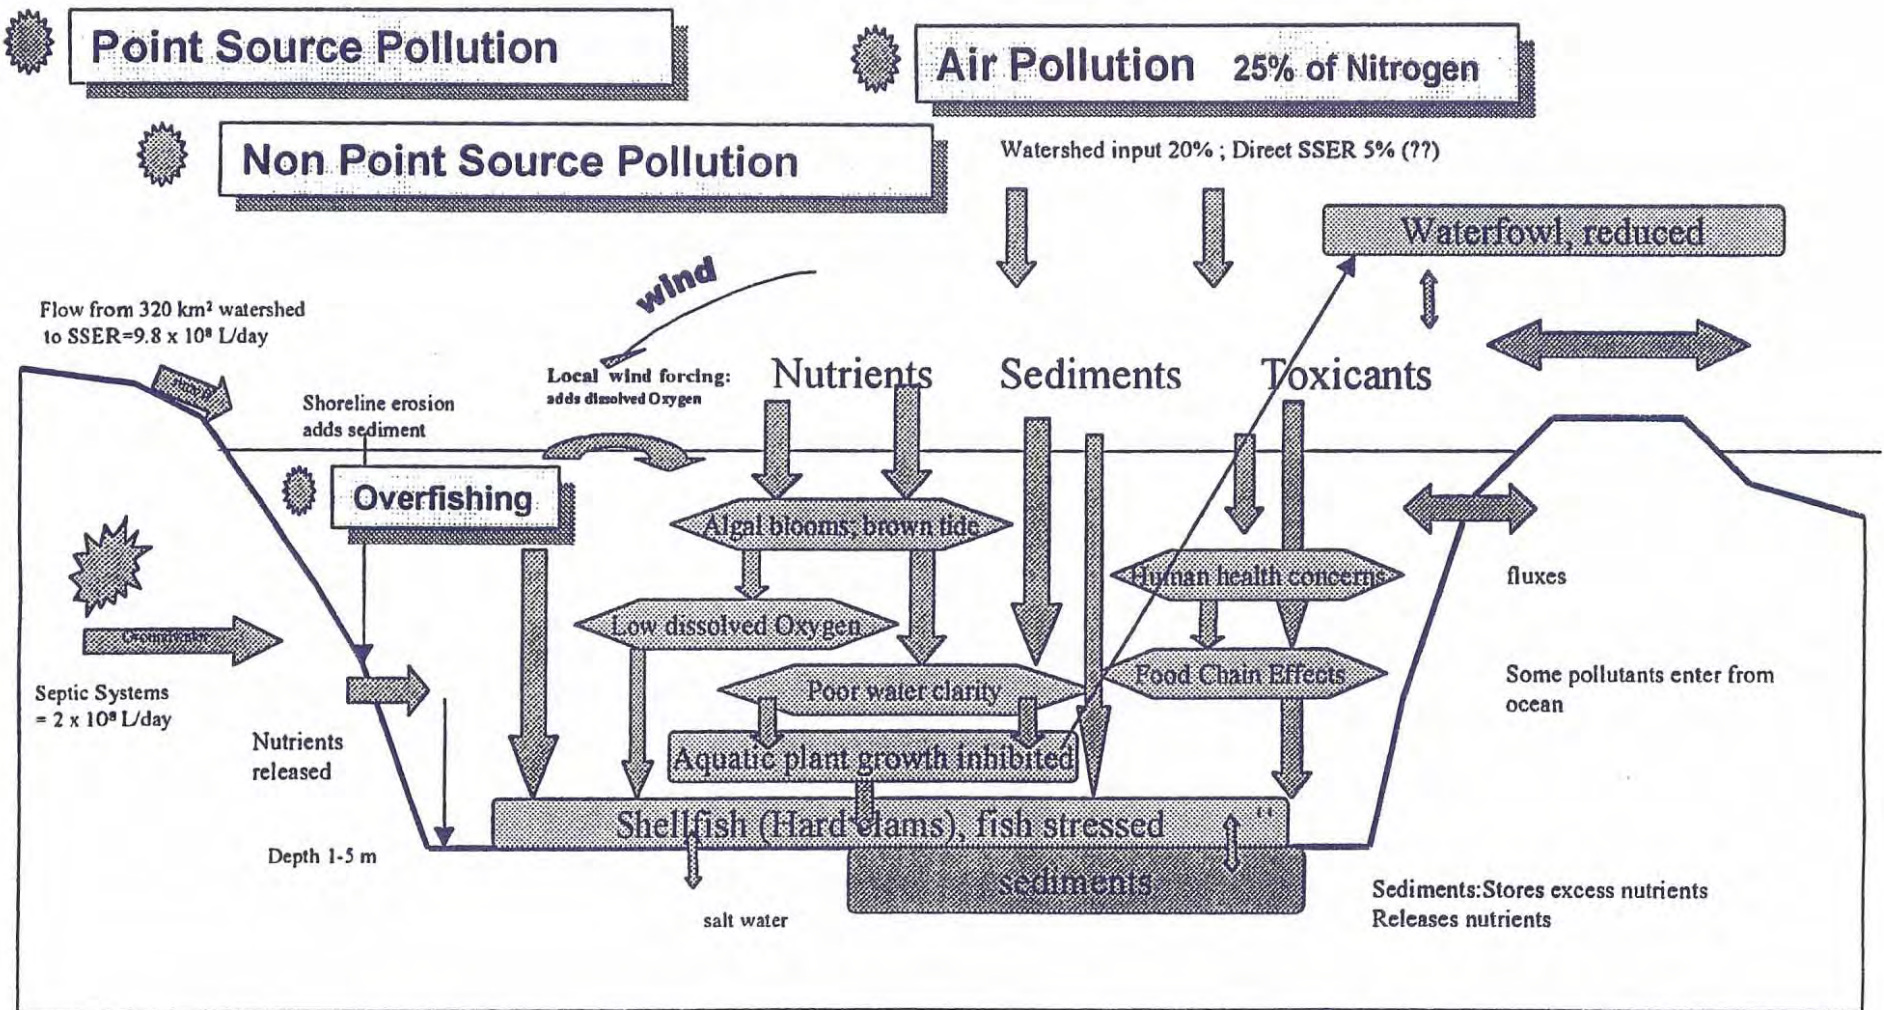 Point Source Pollution
Air Pollution 25% of Nitrogen
Non Point Source Pollution
Watershed input 20% ; Direct SSER 5% (??)
Waterfowl, reduced
wind
Flow from 320 km² watershed
to SSER=9.8 x 10⁸ L/day
Local wind forcing:
adds dissolved Oxygen
Nutrients
Sediments
Toxicants
Shoreline erosion
adds sediment
Overfishing
Algal blooms; brown tide
Human health concerns
fluxes
Low dissolved Oxygen
Groundwater
Food Chain Effects
Septic Systems
= 2 x 10⁸ L/day
Poor water clarity
Some pollutants enter from
ocean
Nutrients
released
Aquatic plant growth inhibited
Shellfish (Hard clams), fish stressed
Depth 1-5 m
sediments
Sediments:Stores excess nutrients
Releases nutrients
salt water